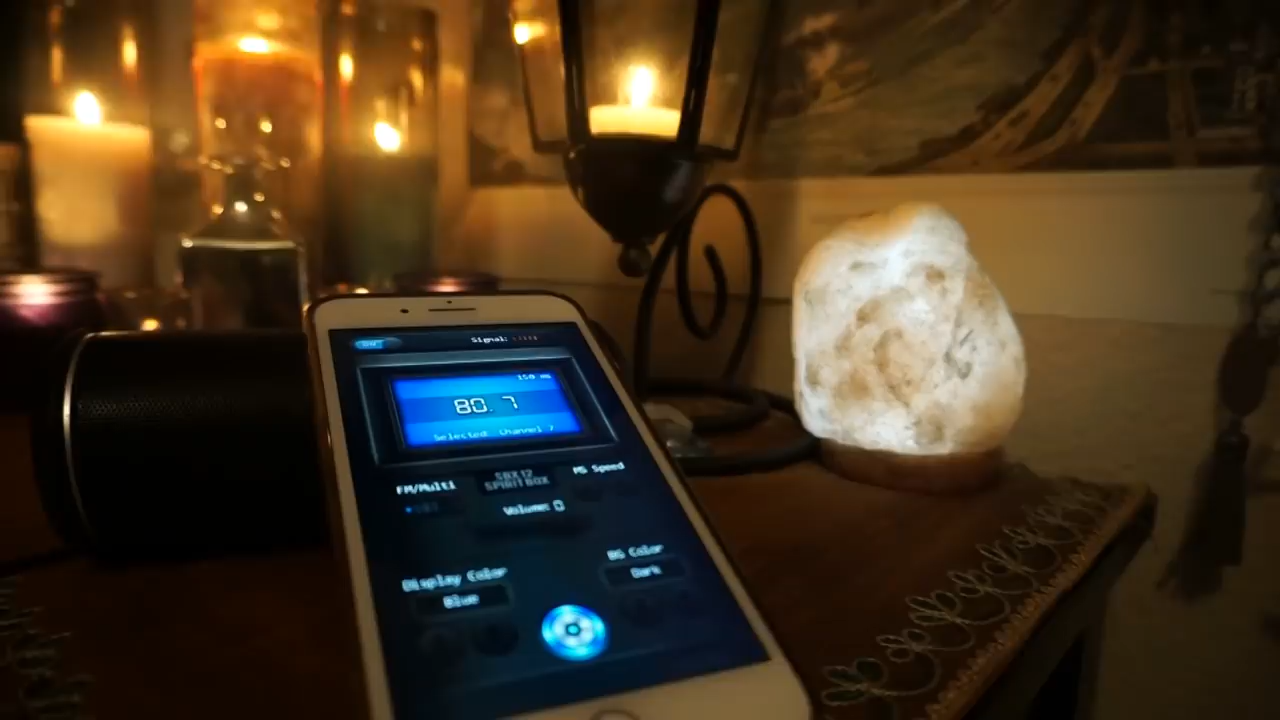 ON Signal:
150 ms
80.7
Selected: Channel 7
FM/Multi
SBX12
SPIRIT BOX
MS Speed
Volume
Display Color
Blue
BG Color
Dark